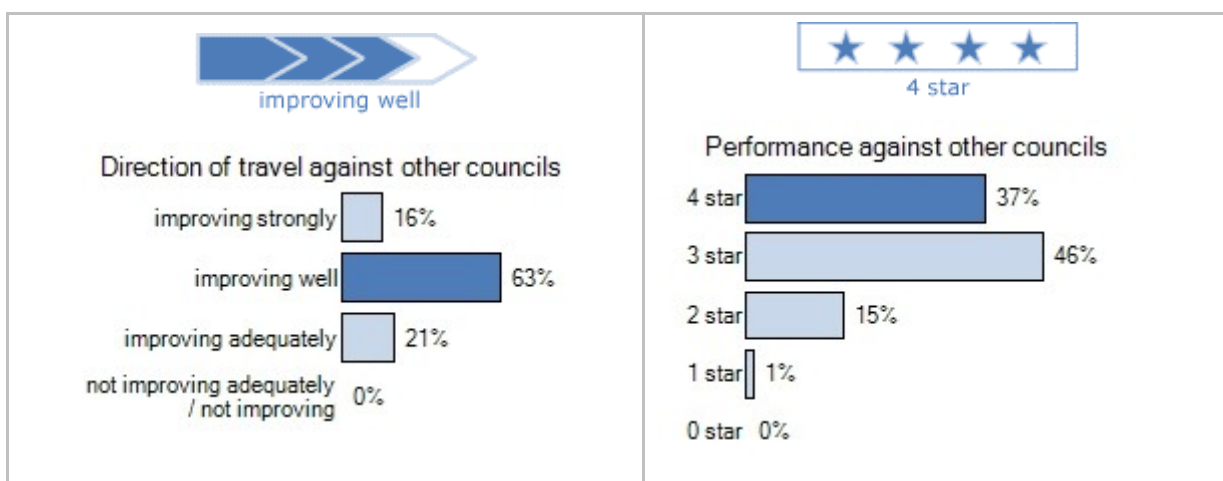 improving well
Direction of travel against other councils
improving strongly 16%
improving well 63%
improving adequately 21%
not improving adequately
/ not improving 0%
4 star
Performance against other councils
4 star 37%
3 star 46%
2 star 15%
1 star 1%
0 star 0%